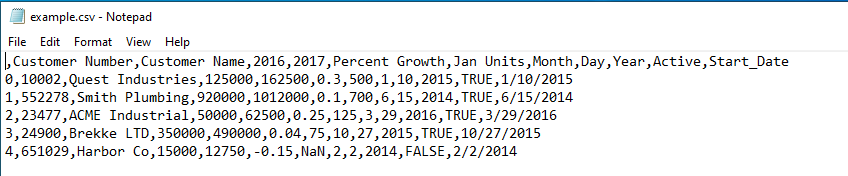 example.csv - Notepad
File Edit Format View Help
,Customer Number,Customer Name,2016,2017,Percent Growth,Jan Units,Month,Day,Year,Active,Start_Date
0,10002,Quest Industries,125000,162500,0.3,500,1,10,2015,TRUE,1/10/2015
1,552278,Smith Plumbing,920000,1012000,0.1,700,6,15,2014,TRUE,6/15/2014
2,23477,ACME Industrial,50000,62500,0.25,125,3,29,2016,TRUE,3/29/2016
3,24900,Brekke LTD,350000,490000,0.04,75,10,27,2015,TRUE,10/27/2015
4,651029,Harbor Co,15000,12750,-0.15,NaN,2,2,2014,FALSE,2/2/2014